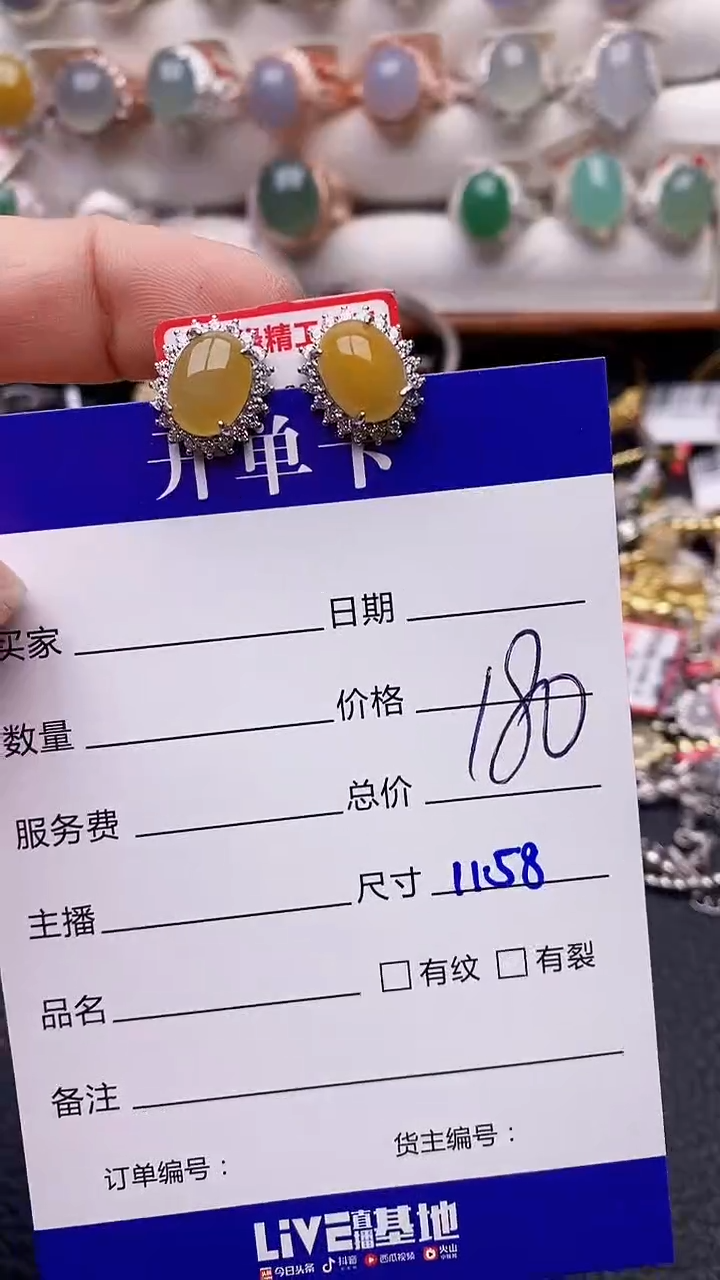 精工
开单卡
买家 日期
数量 价格 180
服务费 总价
主播 尺寸 1158
品名 □有纹 □有裂
备注
订单编号： 货主编号：
LiVE直播基地
今日头条 抖音 西瓜视频 火山